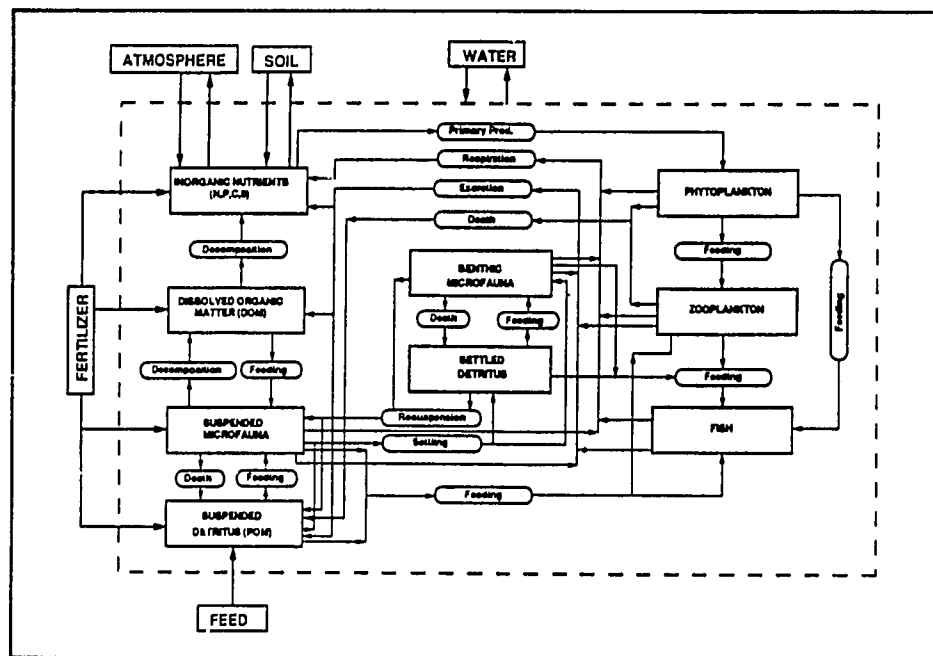 ATMOSPHERE
SOIL
WATER
Primary Prod.
Respiration
INORGANIC NUTRIENTS
(N,P,C,S)
PHYTOPLANKTON
Excretion
Death
Decomposition
Feeding
BENTHIC
MICROFAUNA
FERTILIZER
DISSOLVED ORGANIC
MATTER (DOM)
ZOOPLANKTON
Feeding
Death
Feeding
Decomposition
Feeding
SETTLED
DETRITUS
Feeding
SUSPENDED
MICROFAUNA
Resuspension
FISH
Settling
Death
Feeding
Feeding
SUSPENDED
DETRITUS (POM)
FEED